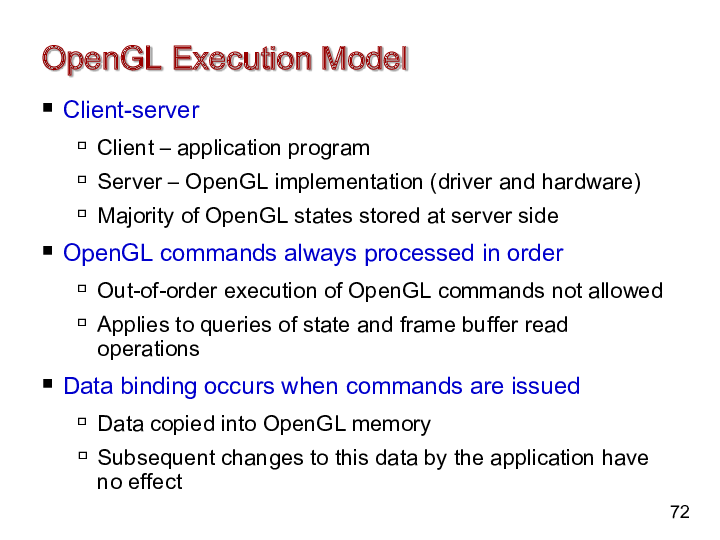 OpenGL Execution Model
▪ Client-server
▫ Client – application program
▫ Server – OpenGL implementation (driver and hardware)
▫ Majority of OpenGL states stored at server side
▪ OpenGL commands always processed in order
▫ Out-of-order execution of OpenGL commands not allowed
▫ Applies to queries of state and frame buffer read
operations
▪ Data binding occurs when commands are issued
▫ Data copied into OpenGL memory
▫ Subsequent changes to this data by the application have
no effect
72